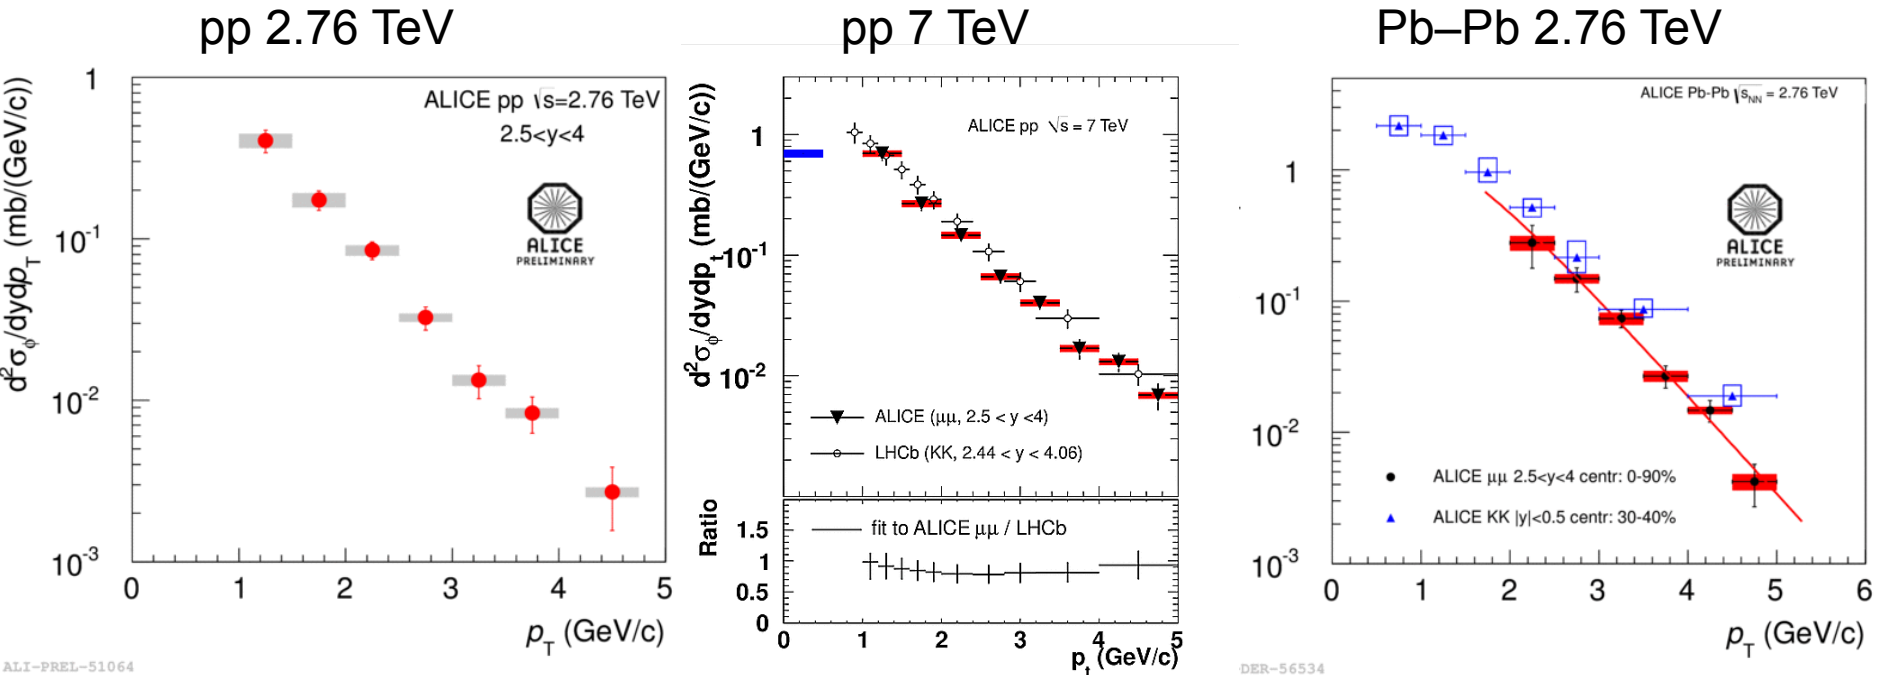 pp 2.76 TeV
pp 7 TeV
Pb–Pb 2.76 TeV
d²σϕ/dydpT (mb/(GeV/c))
1
10⁻¹
10⁻²
10⁻³
ALICE pp √s=2.76 TeV
2.5<y<4
ALICE
PRELIMINARY
0 1 2 3 4 5
pT (GeV/c)
ALI-PREL-51064
d²σϕ/dydpt (mb/(GeV/c))
1
10⁻¹
10⁻²
ALICE pp √s = 7 TeV
ALICE (μμ, 2.5 < y <4)
LHCb (KK, 2.44 < y < 4.06)
Ratio
1.5
1
0.5
0
fit to ALICE μμ / LHCb
0 1 2 3 4 5
pt (GeV/c)
1
10⁻¹
10⁻²
10⁻³
ALICE Pb-Pb √sNN = 2.76 TeV
ALICE
PRELIMINARY
ALICE μμ 2.5<y<4 centr: 0-90%
ALICE KK |y|<0.5 centr: 30-40%
0 1 2 3 4 5 6
pT (GeV/c)
DER-56534